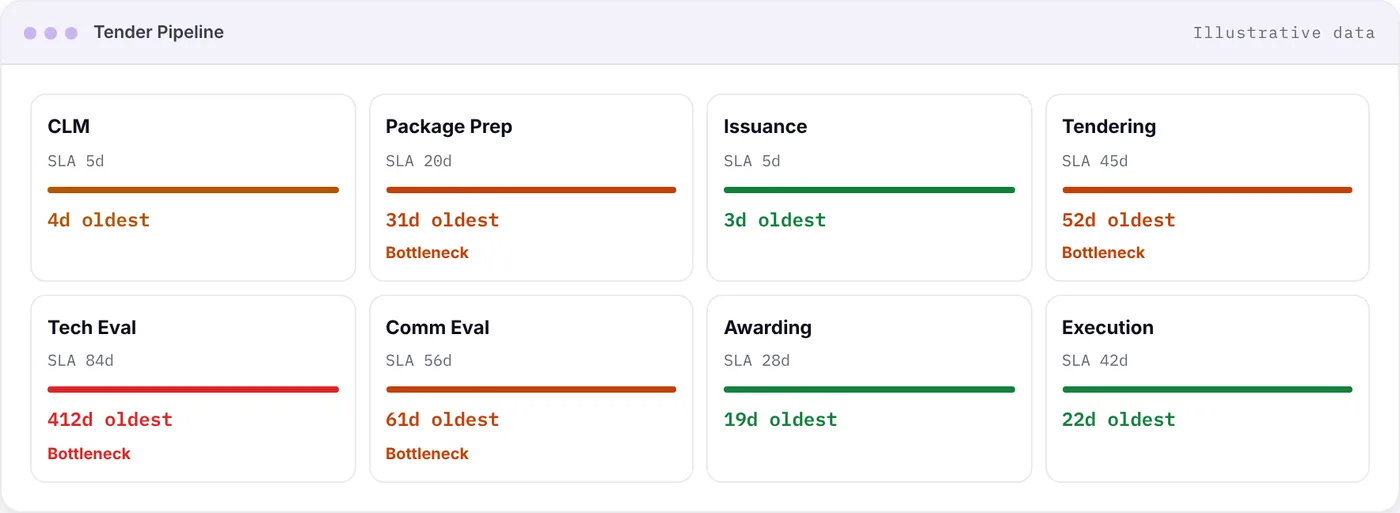 Tender Pipeline
Illustrative data
CLM
SLA 5d
4d oldest
Package Prep
SLA 20d
31d oldest
Bottleneck
Issuance
SLA 5d
3d oldest
Tendering
SLA 45d
52d oldest
Bottleneck
Tech Eval
SLA 84d
412d oldest
Bottleneck
Comm Eval
SLA 56d
61d oldest
Bottleneck
Awarding
SLA 28d
19d oldest
Execution
SLA 42d
22d oldest